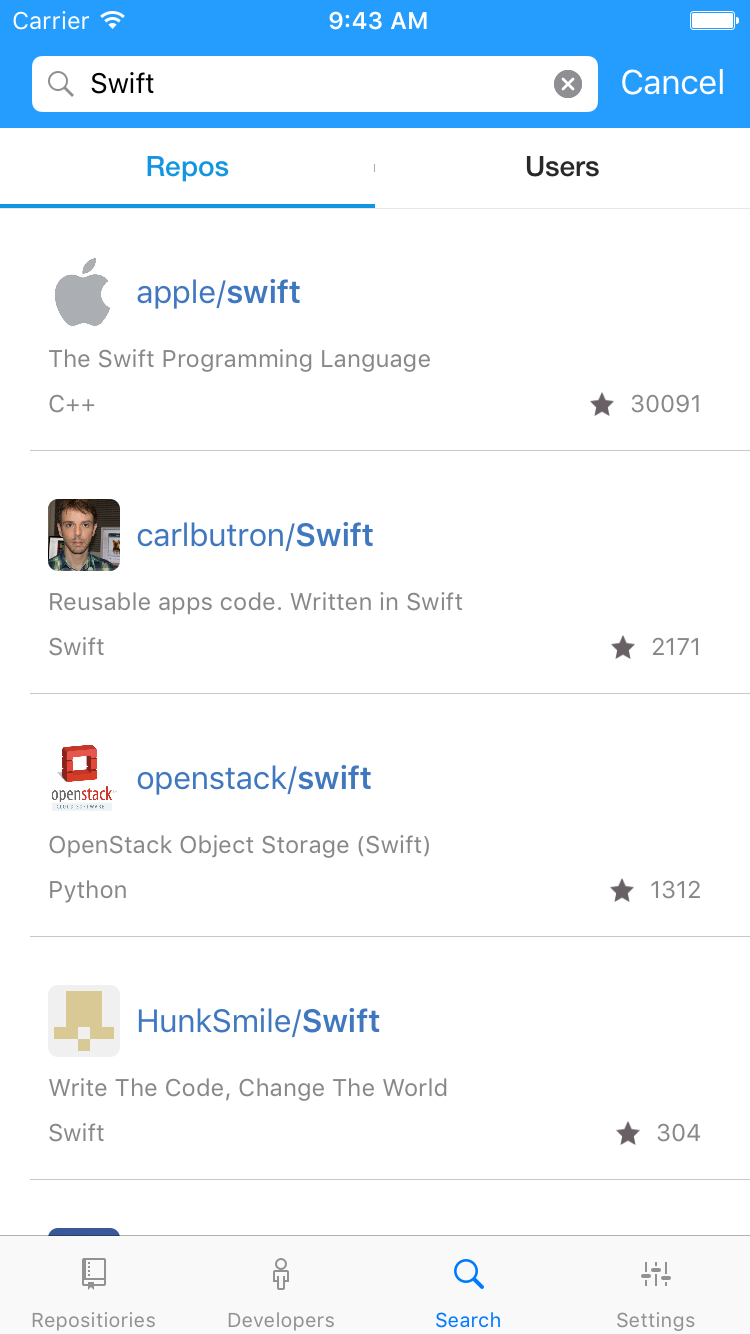 Carrier 9:43 AM
Swift Cancel
Repos Users
apple/swift
The Swift Programming Language
C++ 30091
carlbutron/Swift
Reusable apps code. Written in Swift
Swift 2171
openstack
CLOUD SOFTWARE
openstack/swift
OpenStack Object Storage (Swift)
Python 1312
HunkSmile/Swift
Write The Code, Change The World
Swift 304
Repositiories Developers Search Settings